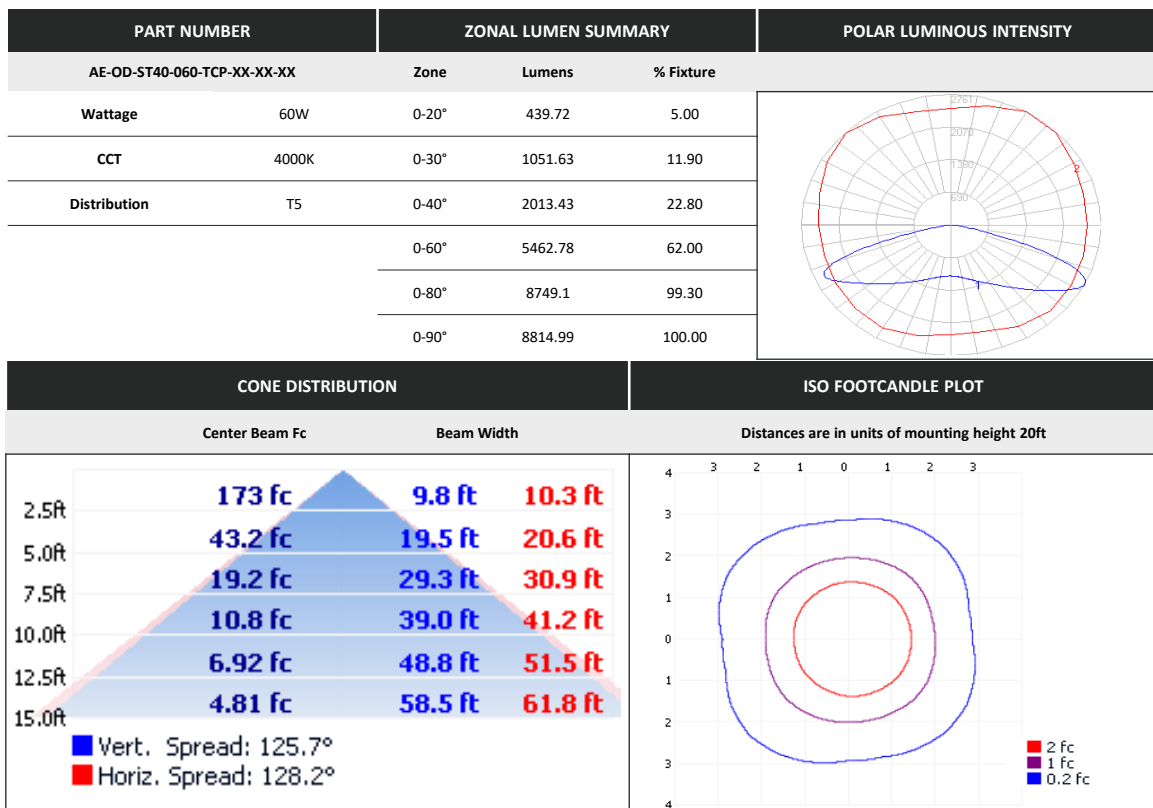 PART NUMBER
ZONAL LUMEN SUMMARY
POLAR LUMINOUS INTENSITY
AE-OD-ST40-060-TCP-XX-XX-XX
Zone Lumens % Fixture
Wattage 60W
0-20° 439.72 5.00
CCT 4000K
0-30° 1051.63 11.90
Distribution T5
0-40° 2013.43 22.80
0-60° 5462.78 62.00
0-80° 8749.1 99.30
0-90° 8814.99 100.00
2761
2070
1380
690
2
1
CONE DISTRIBUTION
ISO FOOTCANDLE PLOT
Center Beam Fc Beam Width
Distances are in units of mounting height 20ft
2.5ft 173 fc 9.8 ft 10.3 ft
5.0ft 43.2 fc 19.5 ft 20.6 ft
7.5ft 19.2 fc 29.3 ft 30.9 ft
10.0ft 10.8 fc 39.0 ft 41.2 ft
12.5ft 6.92 fc 48.8 ft 51.5 ft
15.0ft 4.81 fc 58.5 ft 61.8 ft
Vert. Spread: 125.7°
Horiz. Spread: 128.2°
3 2 1 0 1 2 3
4
3
2
1
0
1
2
3
4
2 fc
1 fc
0.2 fc